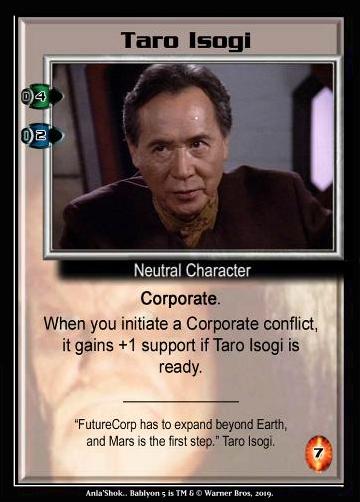 Taro Isogi
4
2
Neutral Character
Corporate.
When you initiate a Corporate conflict,
it gains +1 support if Taro Isogi is
ready.
“FutureCorp has to expand beyond Earth,
and Mars is the first step.” Taro Isogi.
7
Anla'Shok.. Bablyon 5 is TM & © Warner Bros, 2019.